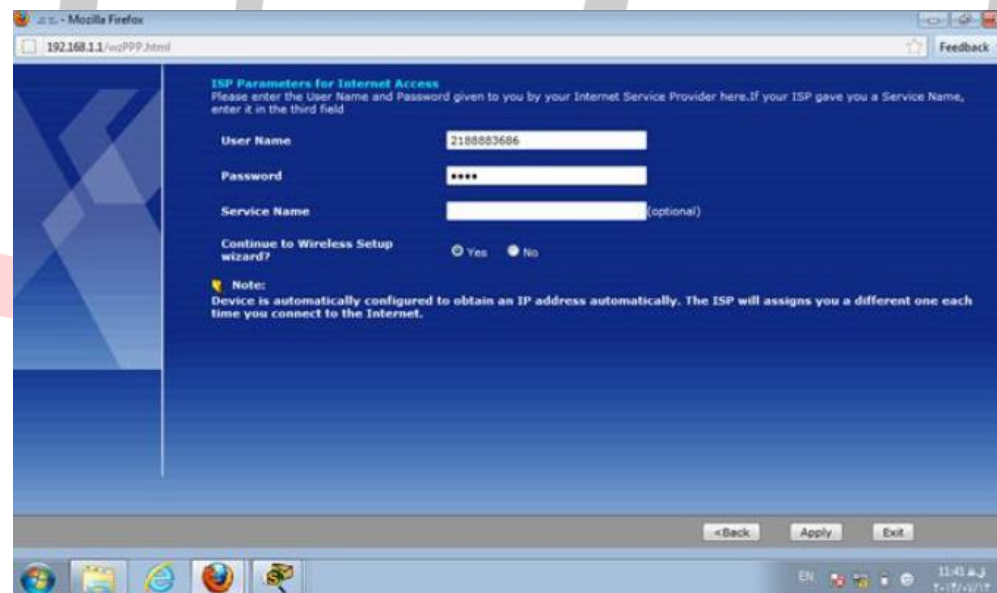 - Mozilla Firefox
192.168.1.1/wzPPP.html
Feedback
ISP Parameters for Internet Access
Please enter the User Name and Password given to you by your Internet Service Provider here.If your ISP gave you a Service Name,
enter it in the third field
User Name 2188883686
Password ••••
Service Name (optional)
Continue to Wireless Setup
wizard? Yes No
Note:
Device is automatically configured to obtain an IP address automatically. The ISP will assigns you a different one each
time you connect to the Internet.
<Back Apply Exit
EN 11:41 ق.ظ